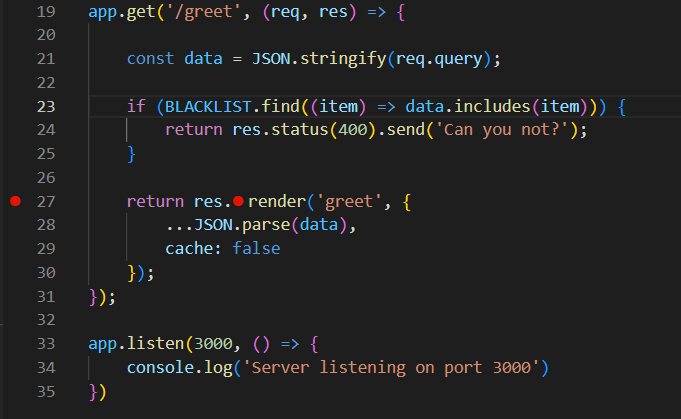 19 app.get('/greet', (req, res) => {
20
21     const data = JSON.stringify(req.query);
22
23     if (BLACKLIST.find((item) => data.includes(item))) {
24         return res.status(400).send('Can you not?');
25     }
26
27     return res.render('greet', {
28         ...JSON.parse(data),
29         cache: false
30     });
31 });
32
33 app.listen(3000, () => {
34     console.log('Server listening on port 3000')
35 })